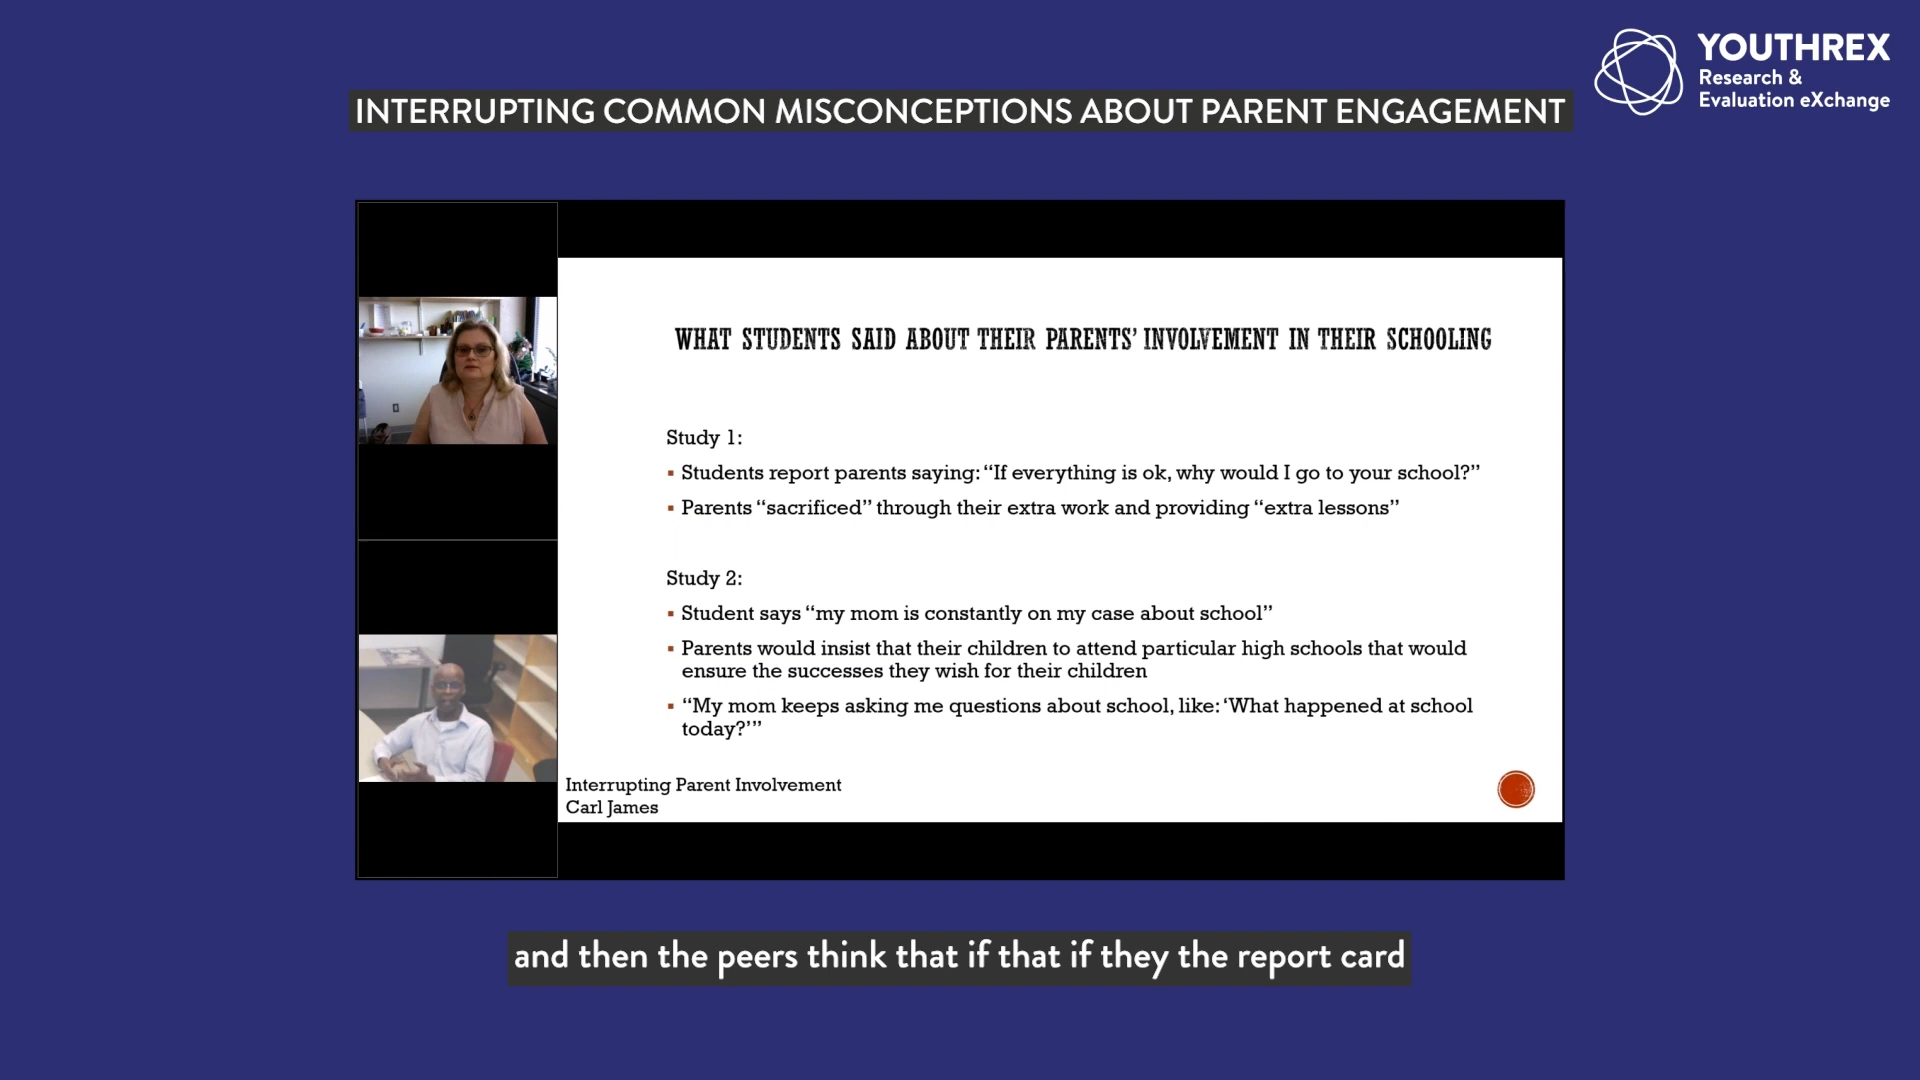 YOUTHREX
Research &
Evaluation eXchange
INTERRUPTING COMMON MISCONCEPTIONS ABOUT PARENT ENGAGEMENT
WHAT STUDENTS SAID ABOUT THEIR PARENTS’ INVOLVEMENT IN THEIR SCHOOLING
Study 1:
▪ Students report parents saying: “If everything is ok, why would I go to your school?”
▪ Parents “sacrificed” through their extra work and providing “extra lessons”
Study 2:
▪ Student says “my mom is constantly on my case about school”
▪ Parents would insist that their children to attend particular high schools that would
ensure the successes they wish for their children
▪ “My mom keeps asking me questions about school, like: ‘What happened at school
today?’”
Interrupting Parent Involvement
Carl James
and then the peers think that if that if they the report card